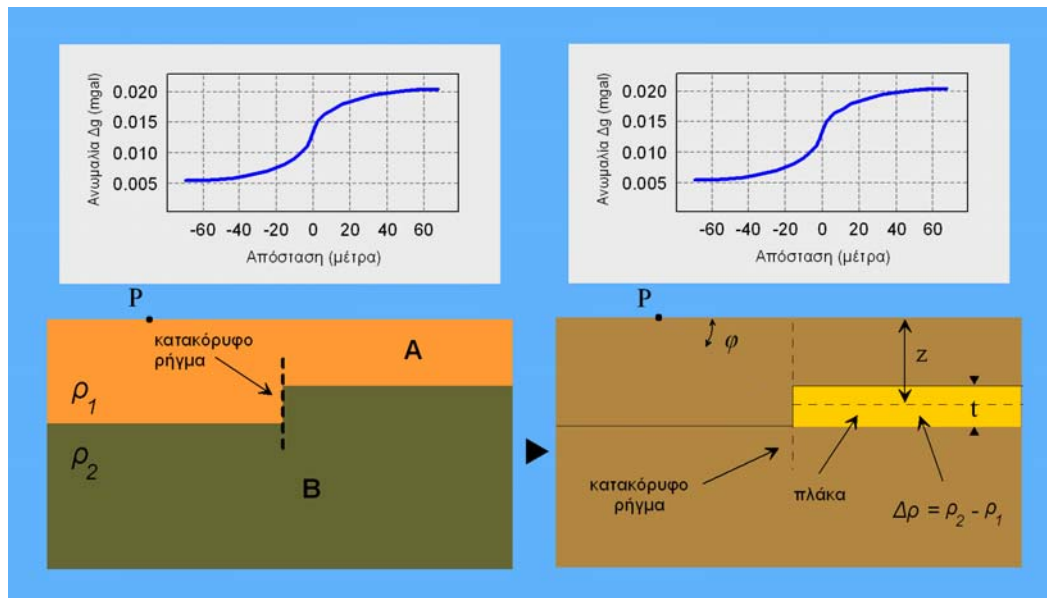 Ανωμαλία Δg (mgal)
0.020
0.015
0.010
0.005
-60 -40 -20 0 20 40 60
Απόσταση (μέτρα)
Ανωμαλία Δg (mgal)
0.020
0.015
0.010
0.005
-60 -40 -20 0 20 40 60
Απόσταση (μέτρα)
P
κατακόρυφο
ρήγμα
A
ρ1
ρ2
B
P
φ
z
t
κατακόρυφο
ρήγμα
πλάκα
Δρ = ρ2 - ρ1